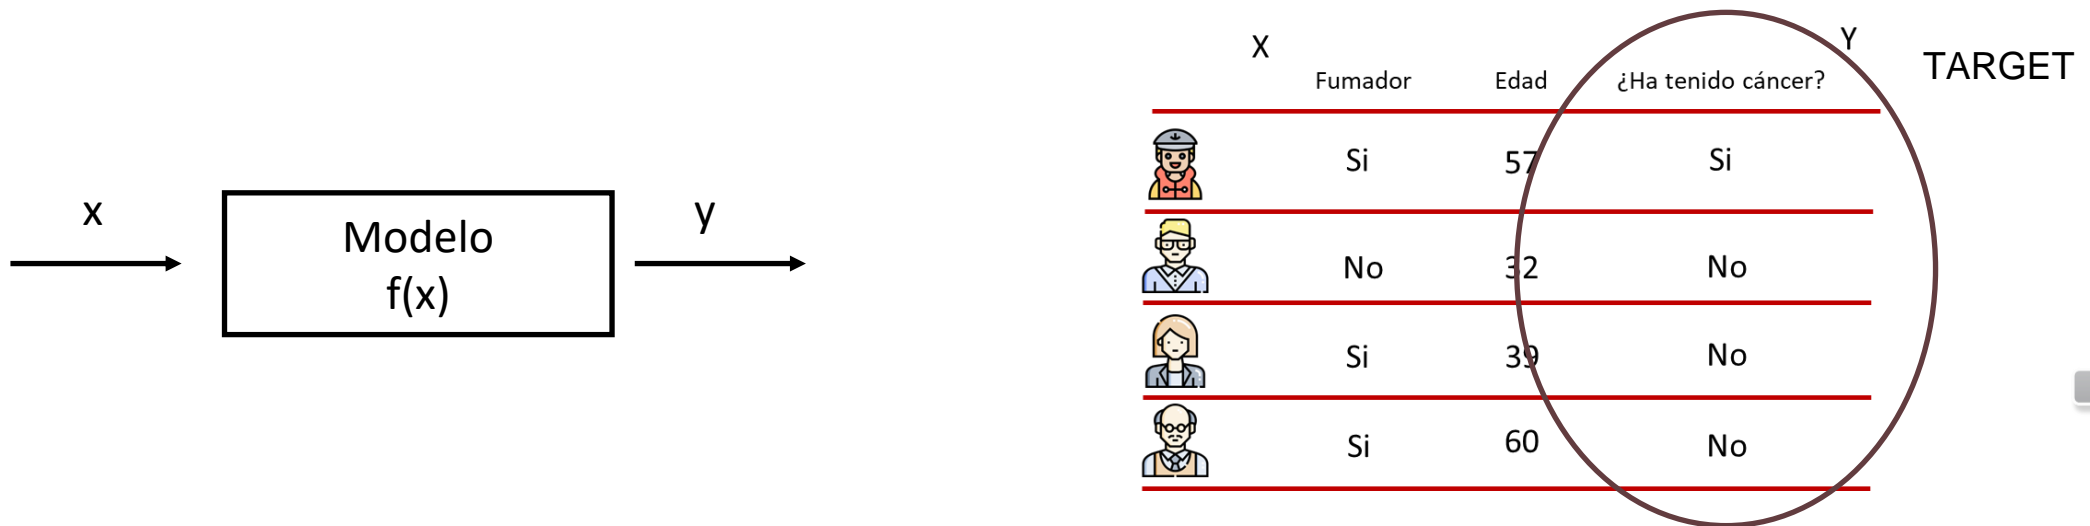 x
Modelo
f(x)
y
X
Y
TARGET
Fumador Edad ¿Ha tenido cáncer?
Si 57 Si
No 32 No
Si 39 No
Si 60 No